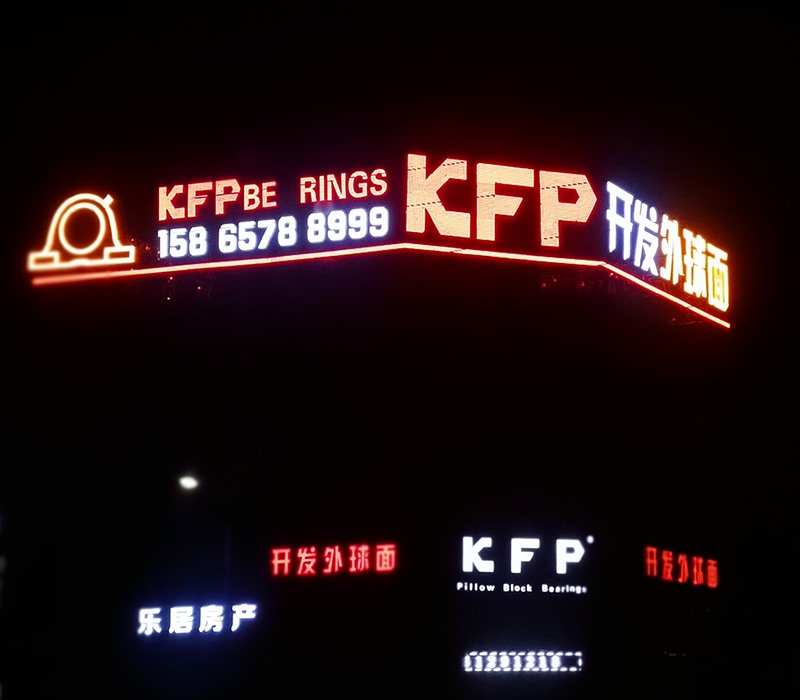 KFPBE RINGS
158 6578 8999
KFP
开发外球面
开发外球面
KFP
Pillow Block Bearings
开发外球面
乐居房产